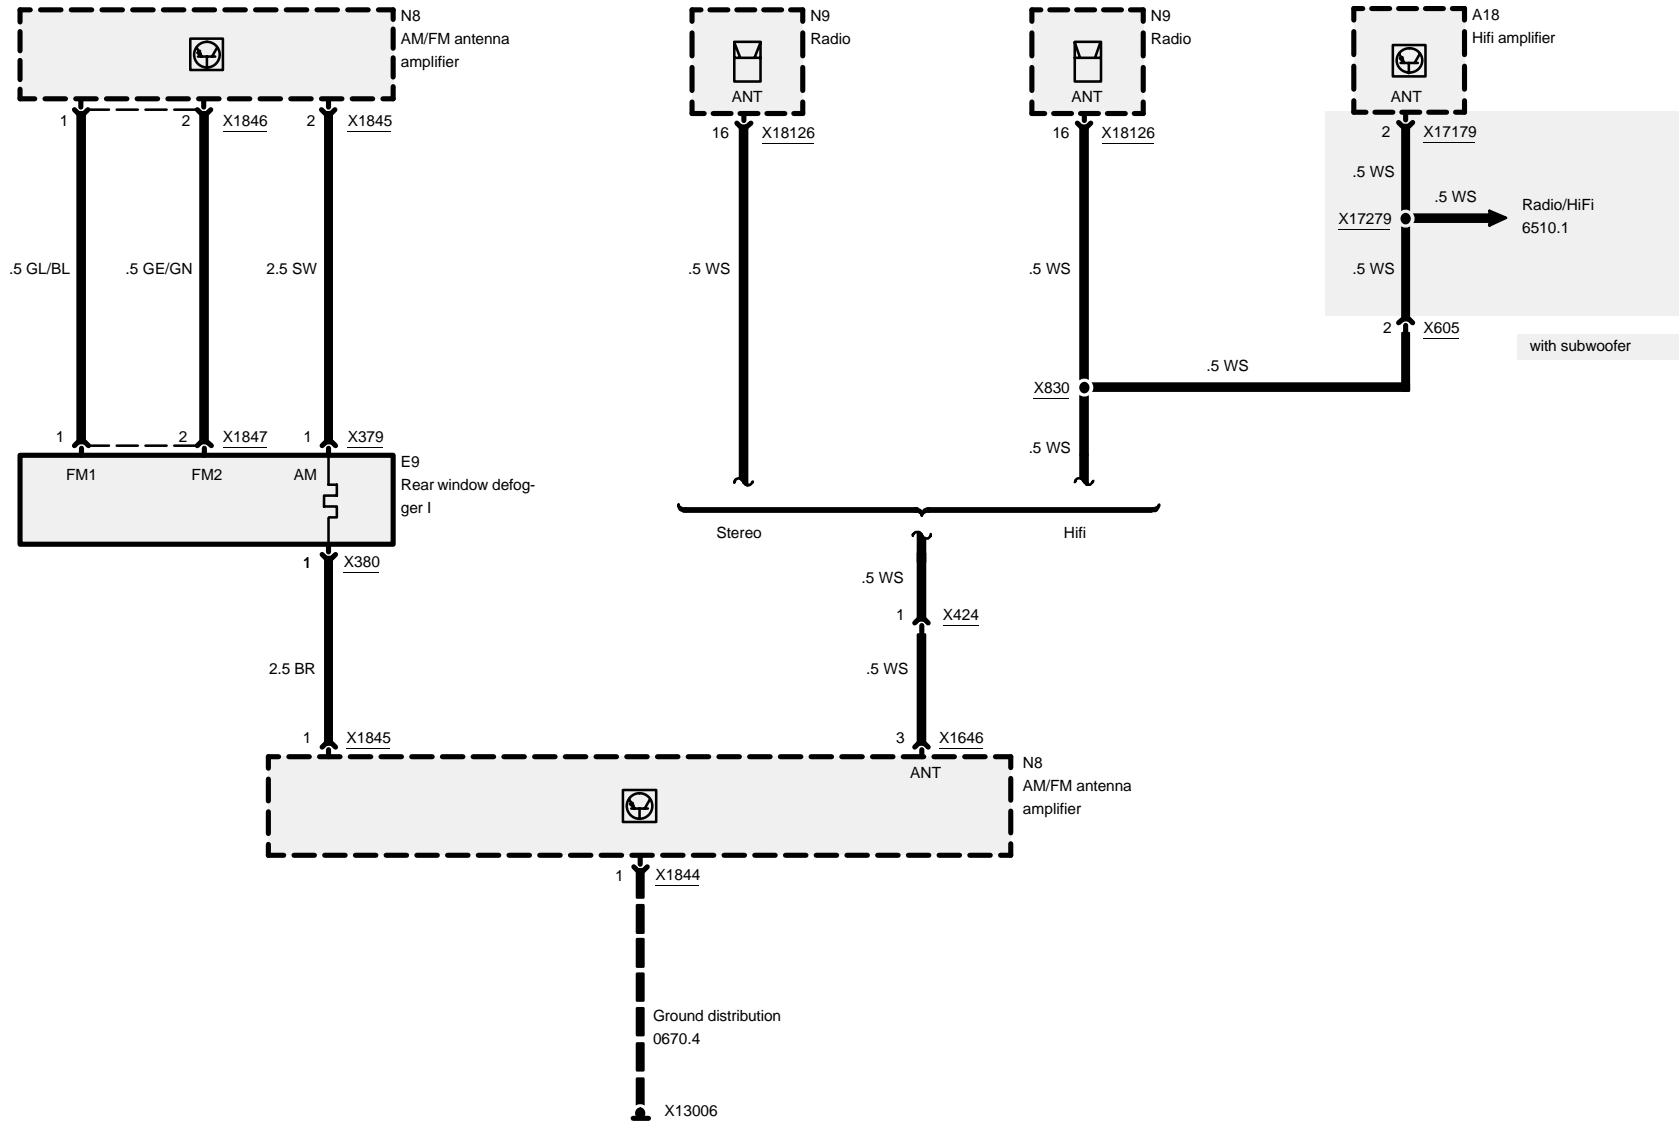 N8
AM/FM antenna
amplifier
N9
Radio
ANT
N9
Radio
ANT
A18
Hifi amplifier
ANT
1
2
X1846
2
X1845
16
X18126
16
X18126
2
X17179
.5 WS
.5 WS
X17279
Radio/HiFi
6510.1
.5 GL/BL
.5 GE/GN
2.5 SW
.5 WS
.5 WS
.5 WS
2
X605
with subwoofer
.5 WS
X830
1
2
X1847
1
X379
.5 WS
FM1
FM2
AM
E9
Rear window defog-
ger I
Stereo
Hifi
1
X380
.5 WS
1
X424
2.5 BR
.5 WS
1
X1845
3
X1646
ANT
N8
AM/FM antenna
amplifier
1
X1844
Ground distribution
0670.4
X13006